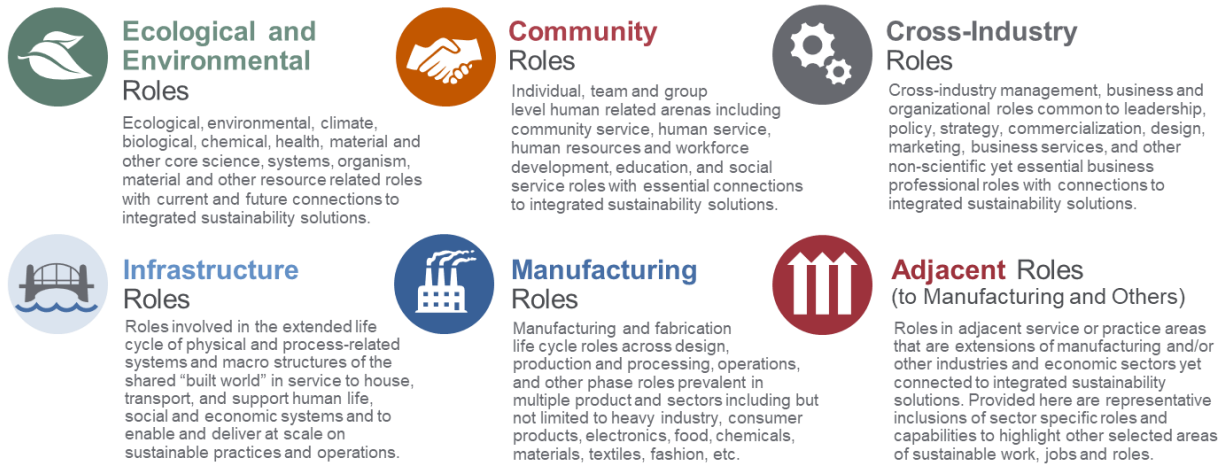 Ecological and
Environmental
Roles
Ecological, environmental, climate,
biological, chemical, health, material and
other core science, systems, organism,
material and other resource related roles
with current and future connections to
integrated sustainability solutions.
Community
Roles
Individual, team and group
level human related arenas including
community service, human service,
human resources and workforce
development, education, and social
service roles with essential connections
to integrated sustainability solutions.
Cross-Industry
Roles
Cross-industry management, business and
organizational roles common to leadership,
policy, strategy, commercialization, design,
marketing, business services, and other
non-scientific yet essential business
professional roles with connections to
integrated sustainability solutions.
Infrastructure
Roles
Roles involved in the extended life
cycle of physical and process-related
systems and macro structures of the
shared “built world” in service to house,
transport, and support human life,
social and economic systems and to
enable and deliver at scale on
sustainable practices and operations.
Manufacturing
Roles
Manufacturing and fabrication
life cycle roles across design,
production and processing, operations,
and other phase roles prevalent in
multiple product and sectors including but
not limited to heavy industry, consumer
products, electronics, food, chemicals,
materials, textiles, fashion, etc.
Adjacent Roles
(to Manufacturing and Others)
Roles in adjacent service or practice areas
that are extensions of manufacturing and/or
other industries and economic sectors yet
connected to integrated sustainability
solutions. Provided here are representative
inclusions of sector specific roles and
capabilities to highlight other selected areas
of sustainable work, jobs and roles.